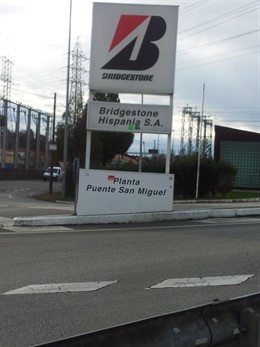 BRIDGESTONE
Bridgestone
Hispania S.A.
Planta
Puente San Miguel